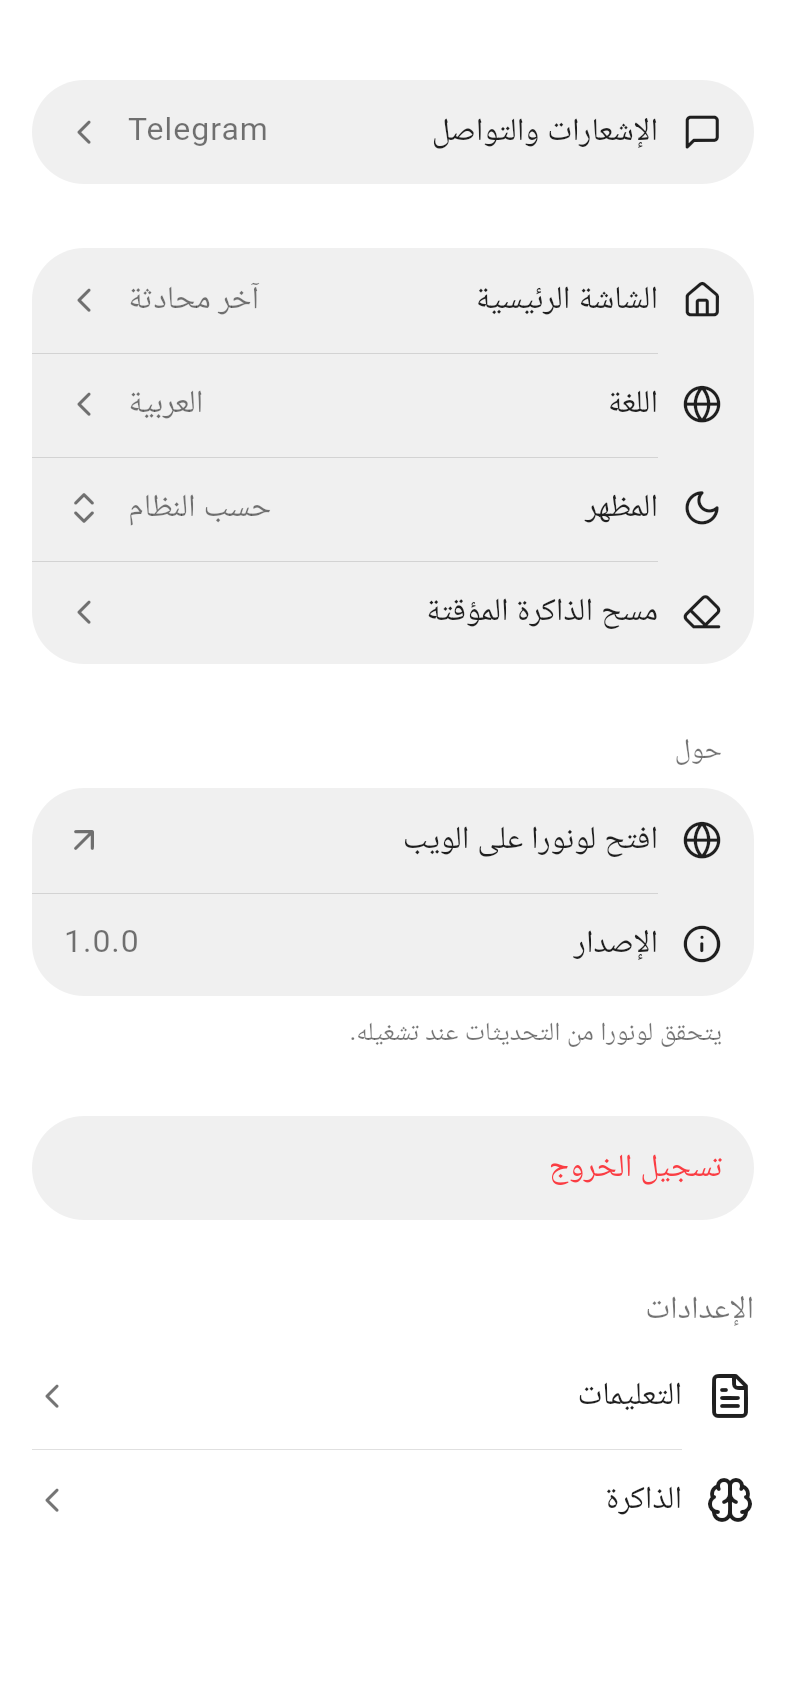 الإشعارات والتواصل Telegram
الشاشة الرئيسية آخر محادثة
اللغة العربية
المظهر حسب النظام
مسح الذاكرة المؤقتة
حول
افتح لونورا على الويب
الإصدار 1.0.0
يتحقق لونورا من التحديثات عند تشغيله.
تسجيل الخروج
الإعدادات
التعليمات
الذاكرة